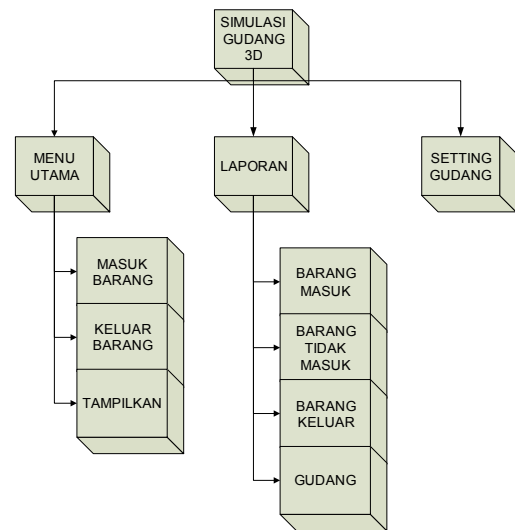 SIMULASI
GUDANG
3D
MENU
UTAMA
LAPORAN
SETTING
GUDANG
MASUK
BARANG
KELUAR
BARANG
TAMPILKAN
BARANG
MASUK
BARANG
TIDAK
MASUK
BARANG
KELUAR
GUDANG